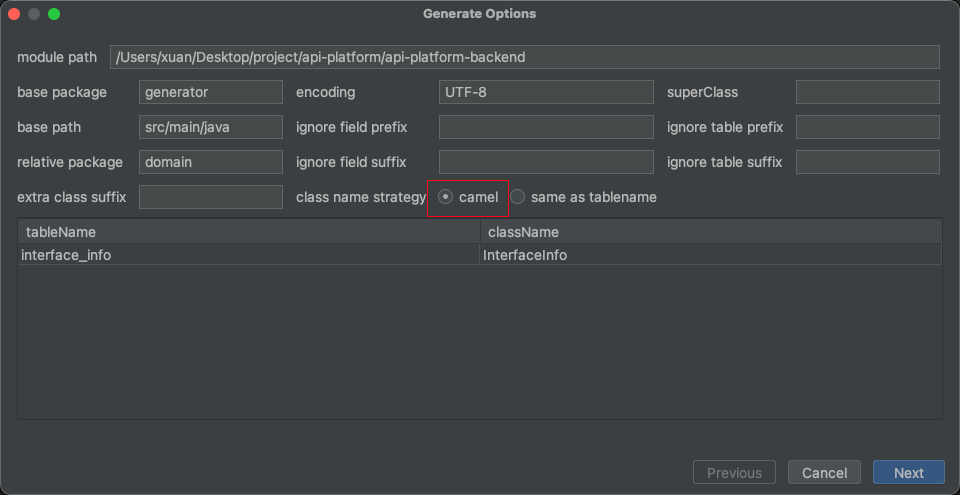 Generate Options
module path /Users/xuan/Desktop/project/api-platform/api-platform-backend
base package generator encoding UTF-8 superClass
base path src/main/java ignore field prefix ignore table prefix
relative package domain ignore field suffix ignore table suffix
extra class suffix class name strategy camel same as tablename
tableName className
interface_info InterfaceInfo
Previous Cancel Next